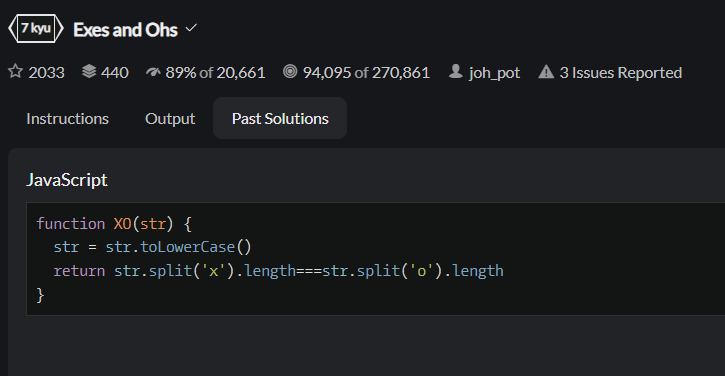 7 kyu Exes and Ohs
2033 440 89% of 20,661 94,095 of 270,861 joh_pot 3 Issues Reported
Instructions Output Past Solutions
JavaScript
function XO(str) {
  str = str.toLowerCase()
  return str.split('x').length===str.split('o').length
}